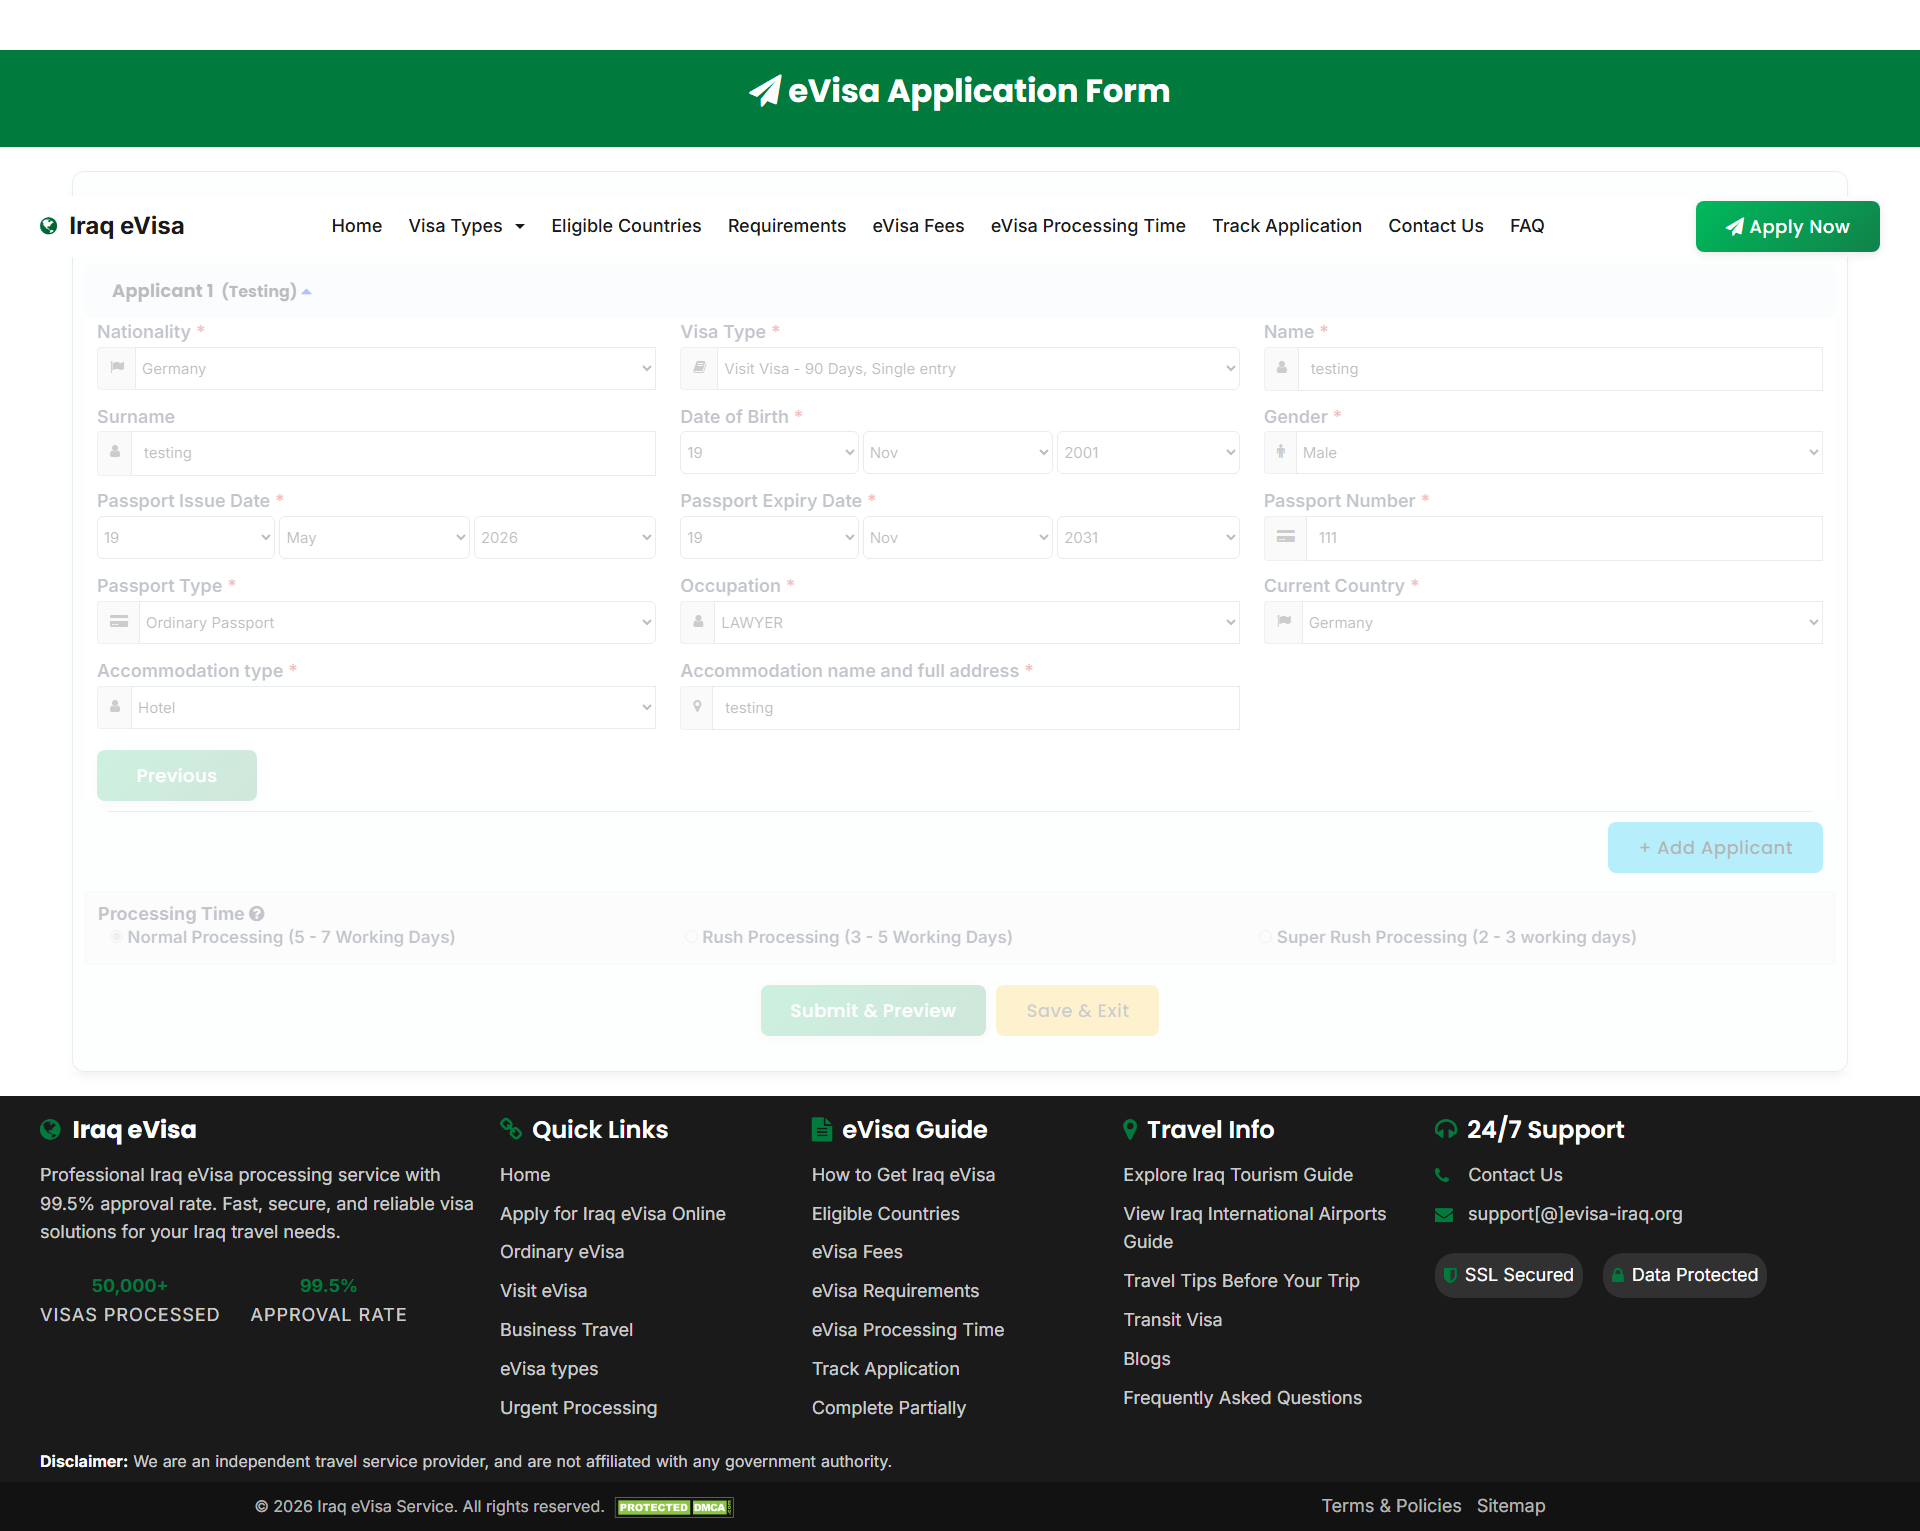 eVisa Application Form
Iraq eVisa
Home
Visa Types
Eligible Countries
Requirements
eVisa Fees
eVisa Processing Time
Track Application
Contact Us
FAQ
Apply Now
Applicant 1 (Testing)
Nationality *
Germany
Visa Type *
Visit Visa - 90 Days, Single entry
Name *
testing
Surname
testing
Date of Birth *
19
Nov
2001
Gender *
Male
Passport Issue Date *
19
May
2026
Passport Expiry Date *
19
Nov
2031
Passport Number *
111
Passport Type *
Ordinary Passport
Occupation *
LAWYER
Current Country *
Germany
Accommodation type *
Hotel
Accommodation name and full address *
testing
Previous
+ Add Applicant
Processing Time
Normal Processing (5 - 7 Working Days)
Rush Processing (3 - 5 Working Days)
Super Rush Processing (2 - 3 working days)
Submit & Preview
Save & Exit
Iraq eVisa
Professional Iraq eVisa processing service with
99.5% approval rate. Fast, secure, and reliable visa
solutions for your Iraq travel needs.
50,000+
VISAS PROCESSED
99.5%
APPROVAL RATE
Quick Links
Home
Apply for Iraq eVisa Online
Ordinary eVisa
Visit eVisa
Business Travel
eVisa types
Urgent Processing
eVisa Guide
How to Get Iraq eVisa
Eligible Countries
eVisa Fees
eVisa Requirements
eVisa Processing Time
Track Application
Complete Partially
Travel Info
Explore Iraq Tourism Guide
View Iraq International Airports
Guide
Travel Tips Before Your Trip
Transit Visa
Blogs
Frequently Asked Questions
24/7 Support
Contact Us
support[@]evisa-iraq.org
SSL Secured
Data Protected
Disclaimer: We are an independent travel service provider, and are not affiliated with any government authority.
© 2026 Iraq eVisa Service. All rights reserved.
PROTECTED DMCA
Terms & Policies
Sitemap